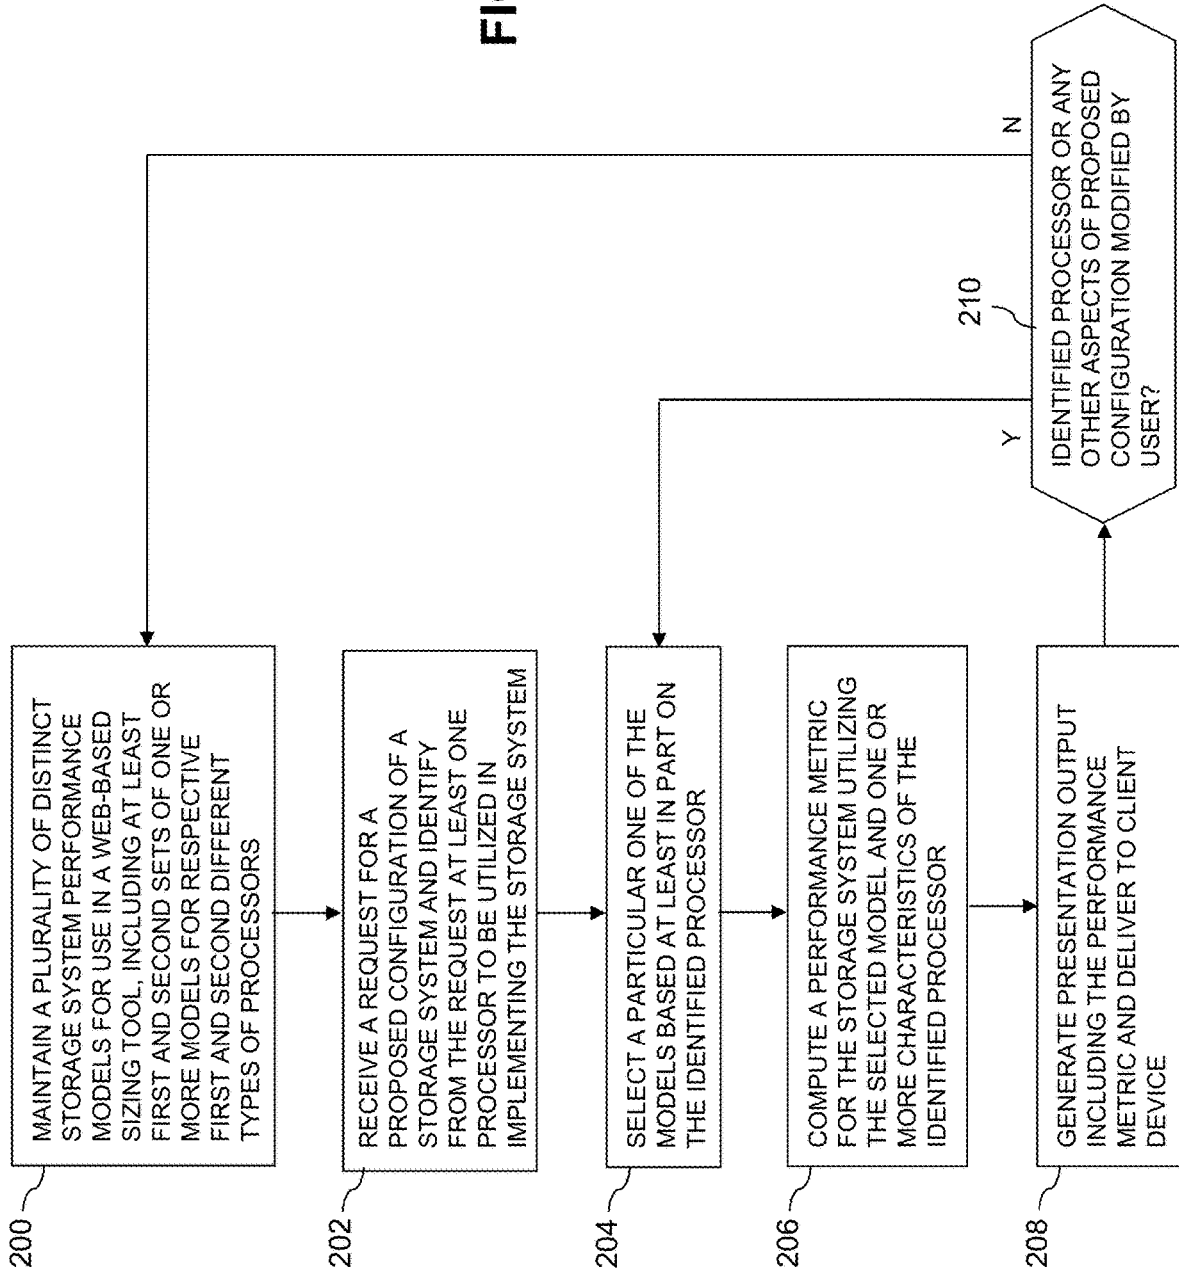 FI
200
MAINTAIN A PLURALITY OF DISTINCT
STORAGE SYSTEM PERFORMANCE
MODELS FOR USE IN A WEB-BASED
SIZING TOOL, INCLUDING AT LEAST
FIRST AND SECOND SETS OF ONE OR
MORE MODELS FOR RESPECTIVE
FIRST AND SECOND DIFFERENT
TYPES OF PROCESSORS
202
RECEIVE A REQUEST FOR A
PROPOSED CONFIGURATION OF A
STORAGE SYSTEM AND IDENTIFY
FROM THE REQUEST AT LEAST ONE
PROCESSOR TO BE UTILIZED IN
IMPLEMENTING THE STORAGE SYSTEM
204
SELECT A PARTICULAR ONE OF THE
MODELS BASED AT LEAST IN PART ON
THE IDENTIFIED PROCESSOR
206
COMPUTE A PERFORMANCE METRIC
FOR THE STORAGE SYSTEM UTILIZING
THE SELECTED MODEL AND ONE OR
MORE CHARACTERISTICS OF THE
IDENTIFIED PROCESSOR
208
GENERATE PRESENTATION OUTPUT
INCLUDING THE PERFORMANCE
METRIC AND DELIVER TO CLIENT
DEVICE
210
Y
N
IDENTIFIED PROCESSOR OR ANY
OTHER ASPECTS OF PROPOSED
CONFIGURATION MODIFIED BY
USER?